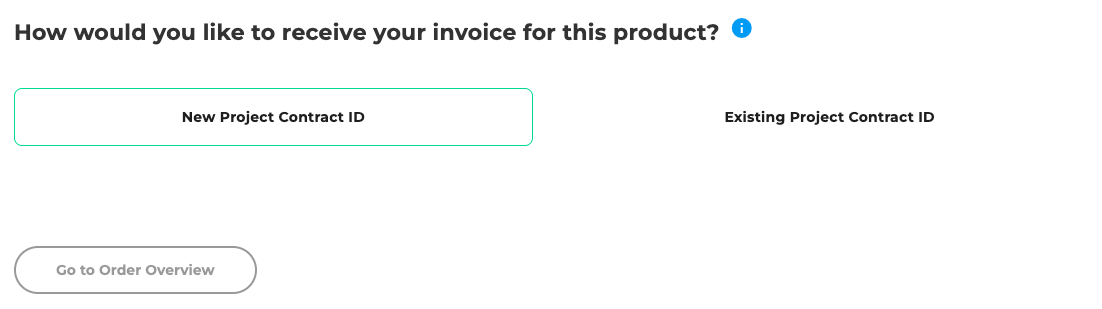 How would you like to receive your invoice for this product? i
New Project Contract ID
Existing Project Contract ID
Go to Order Overview